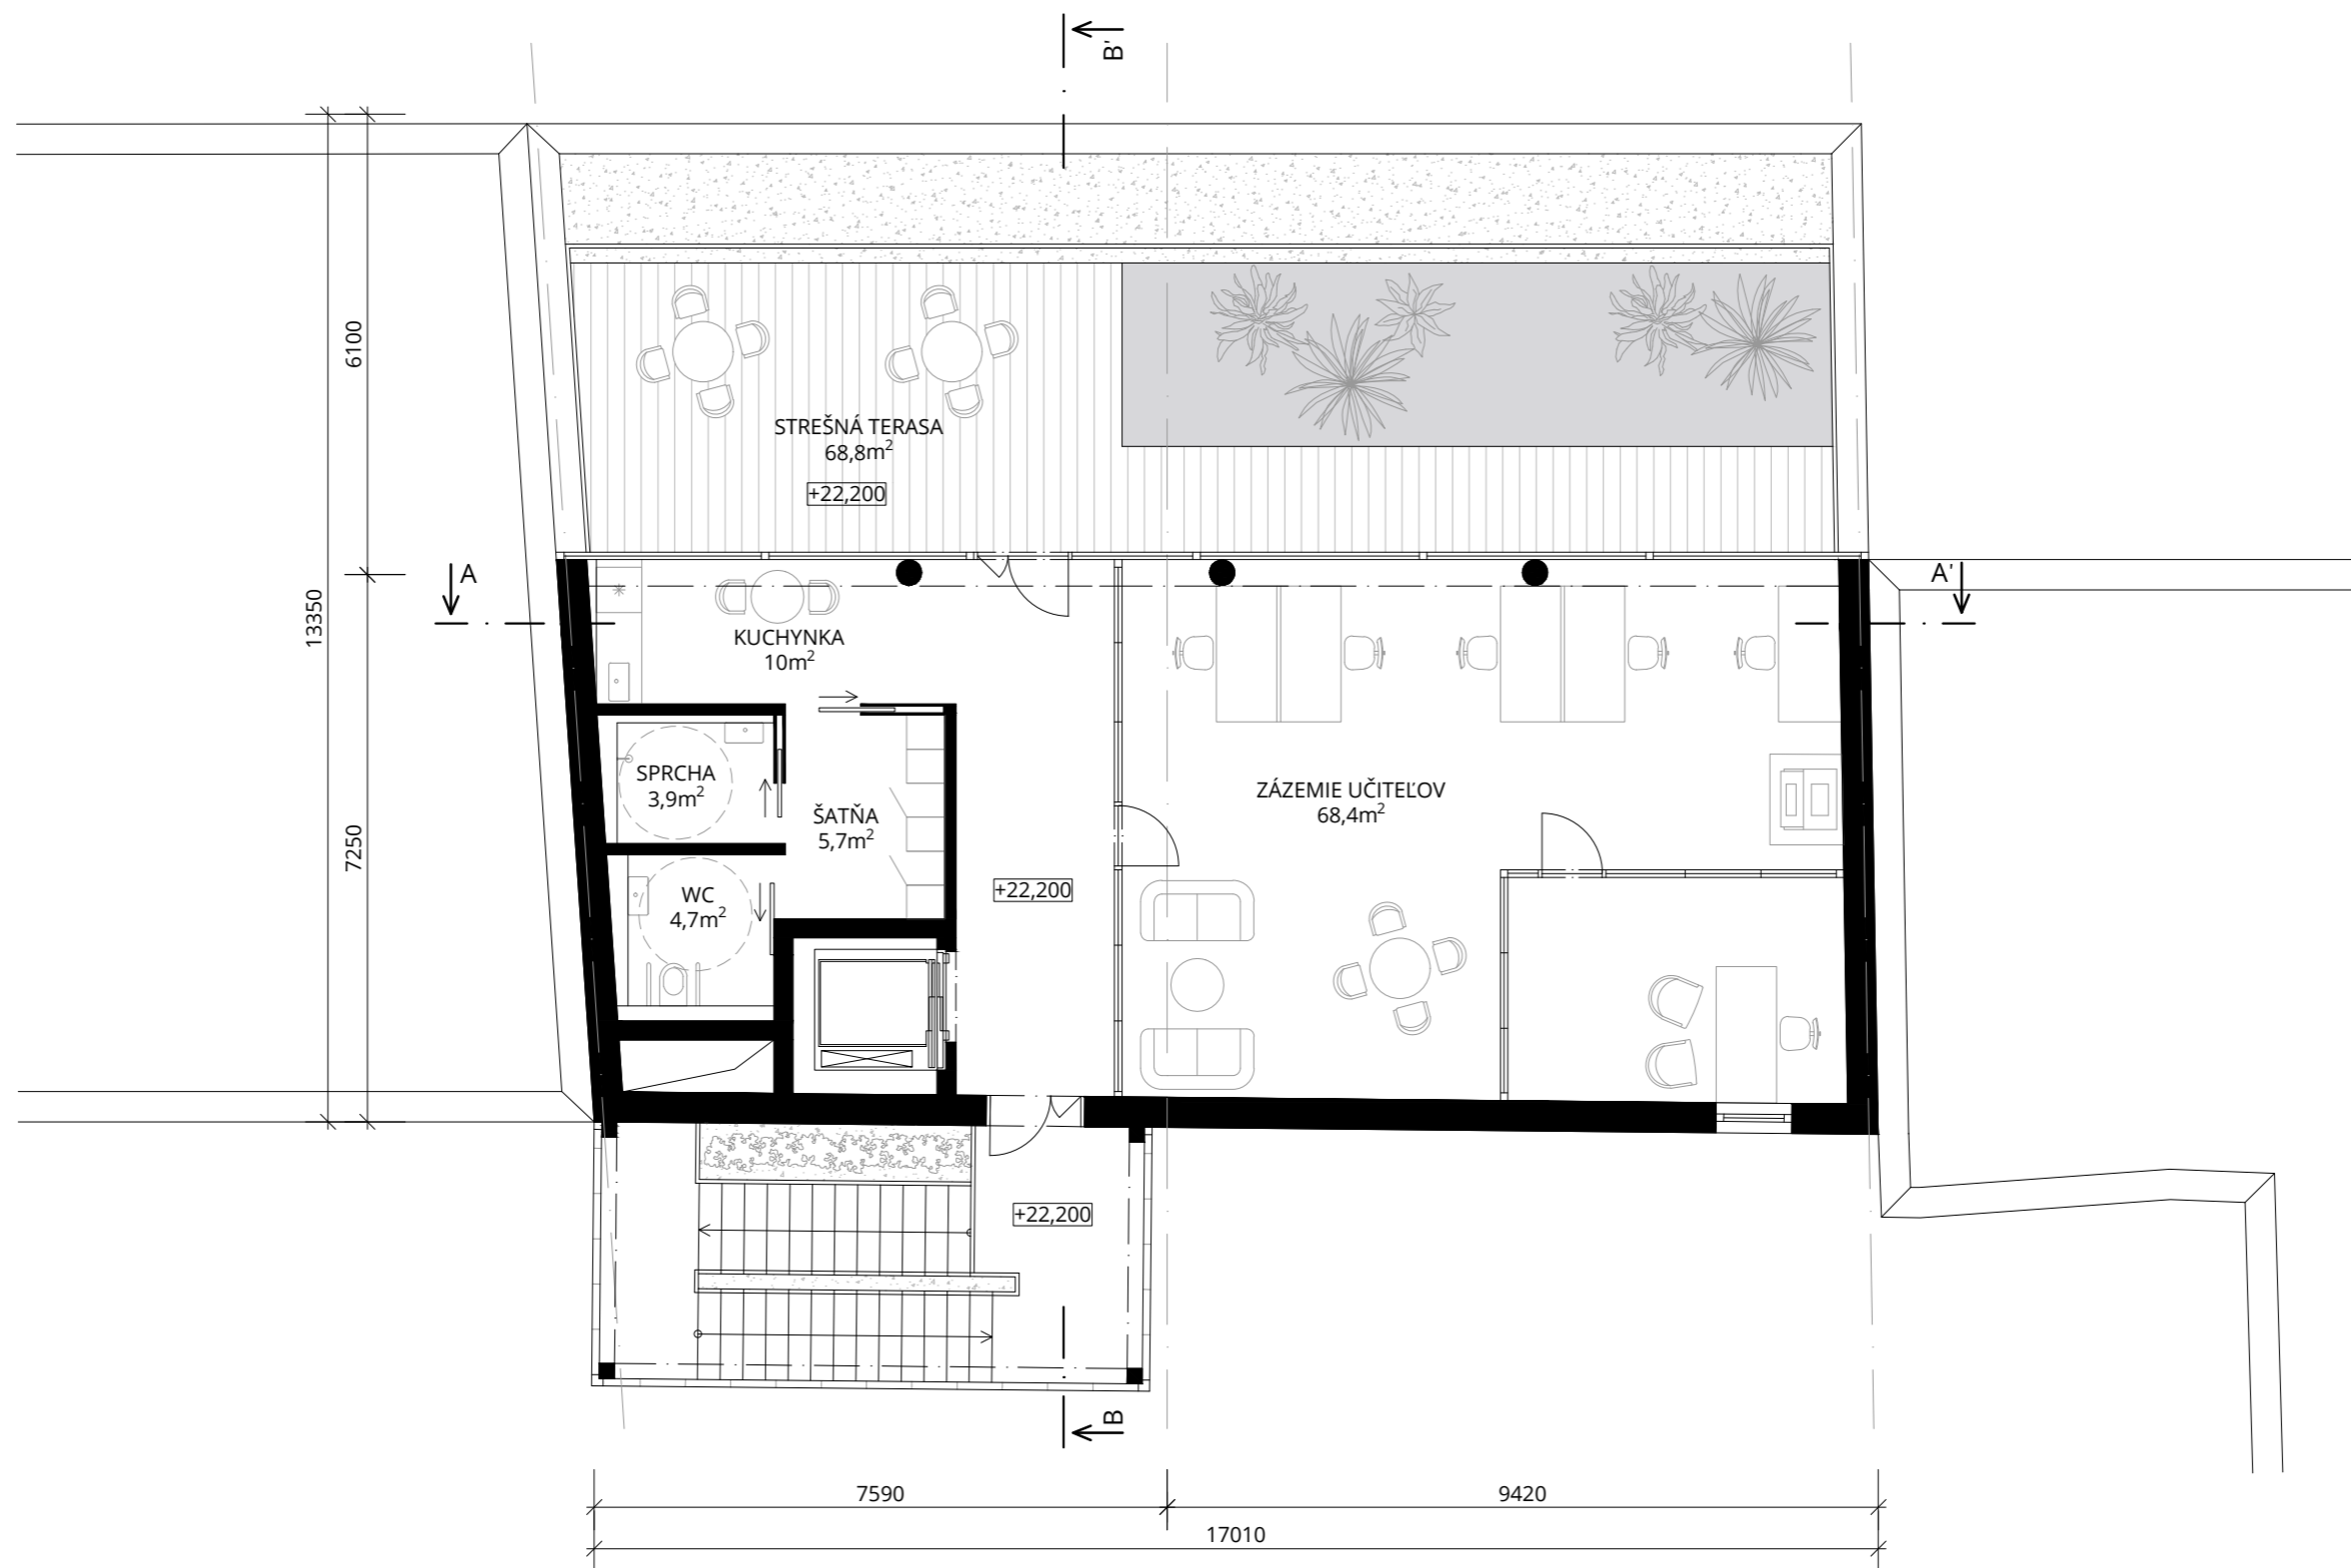 B'
6100
STREŠNÁ TERASA
68,8m²
+22,200
A
A'
13350
KUCHYNKA
10m²
SPRCHA
3,9m²
ZÁZEMIE UČITEĽOV
68,4m²
ŠATŇA
5,7m²
7250
WC
4,7m²
+22,200
+22,200
B
7590
9420
17010